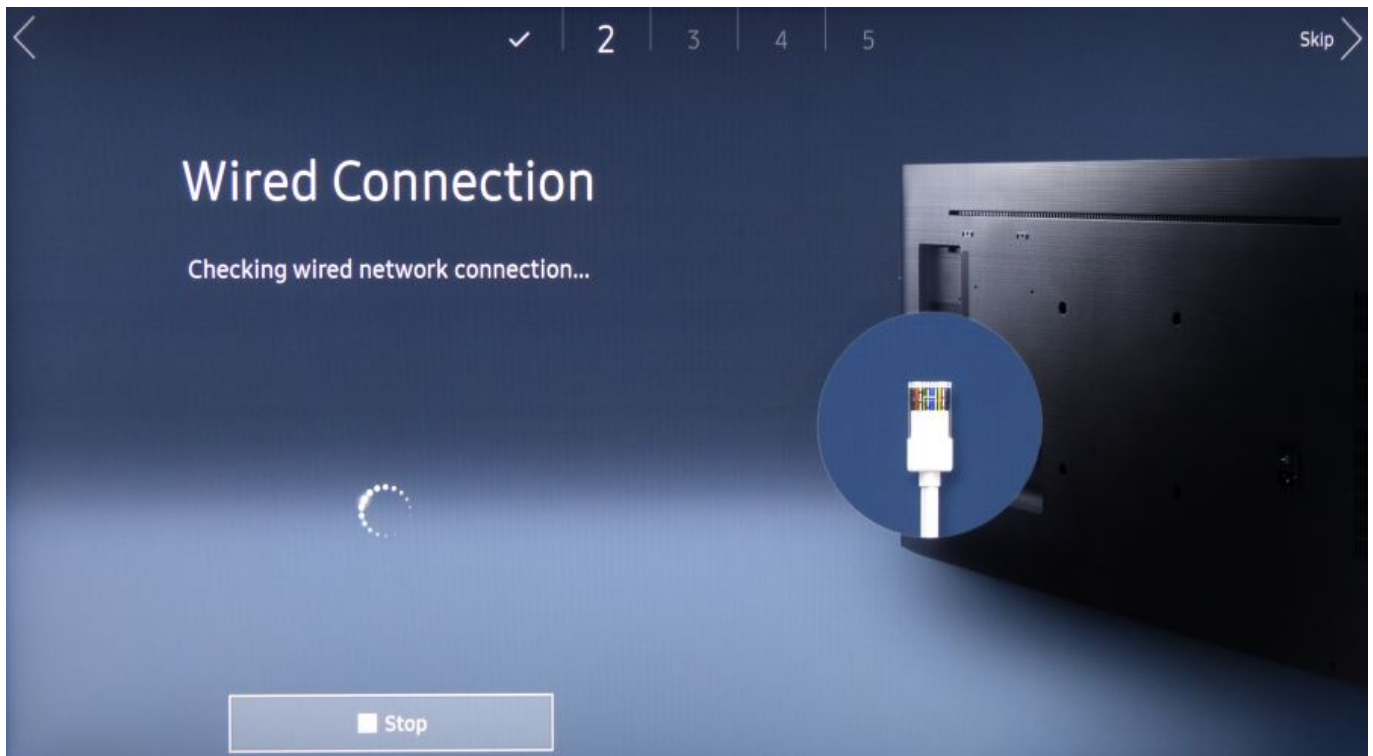 ✓ 2 3 4 5 Skip
Wired Connection
Checking wired network connection...
Stop